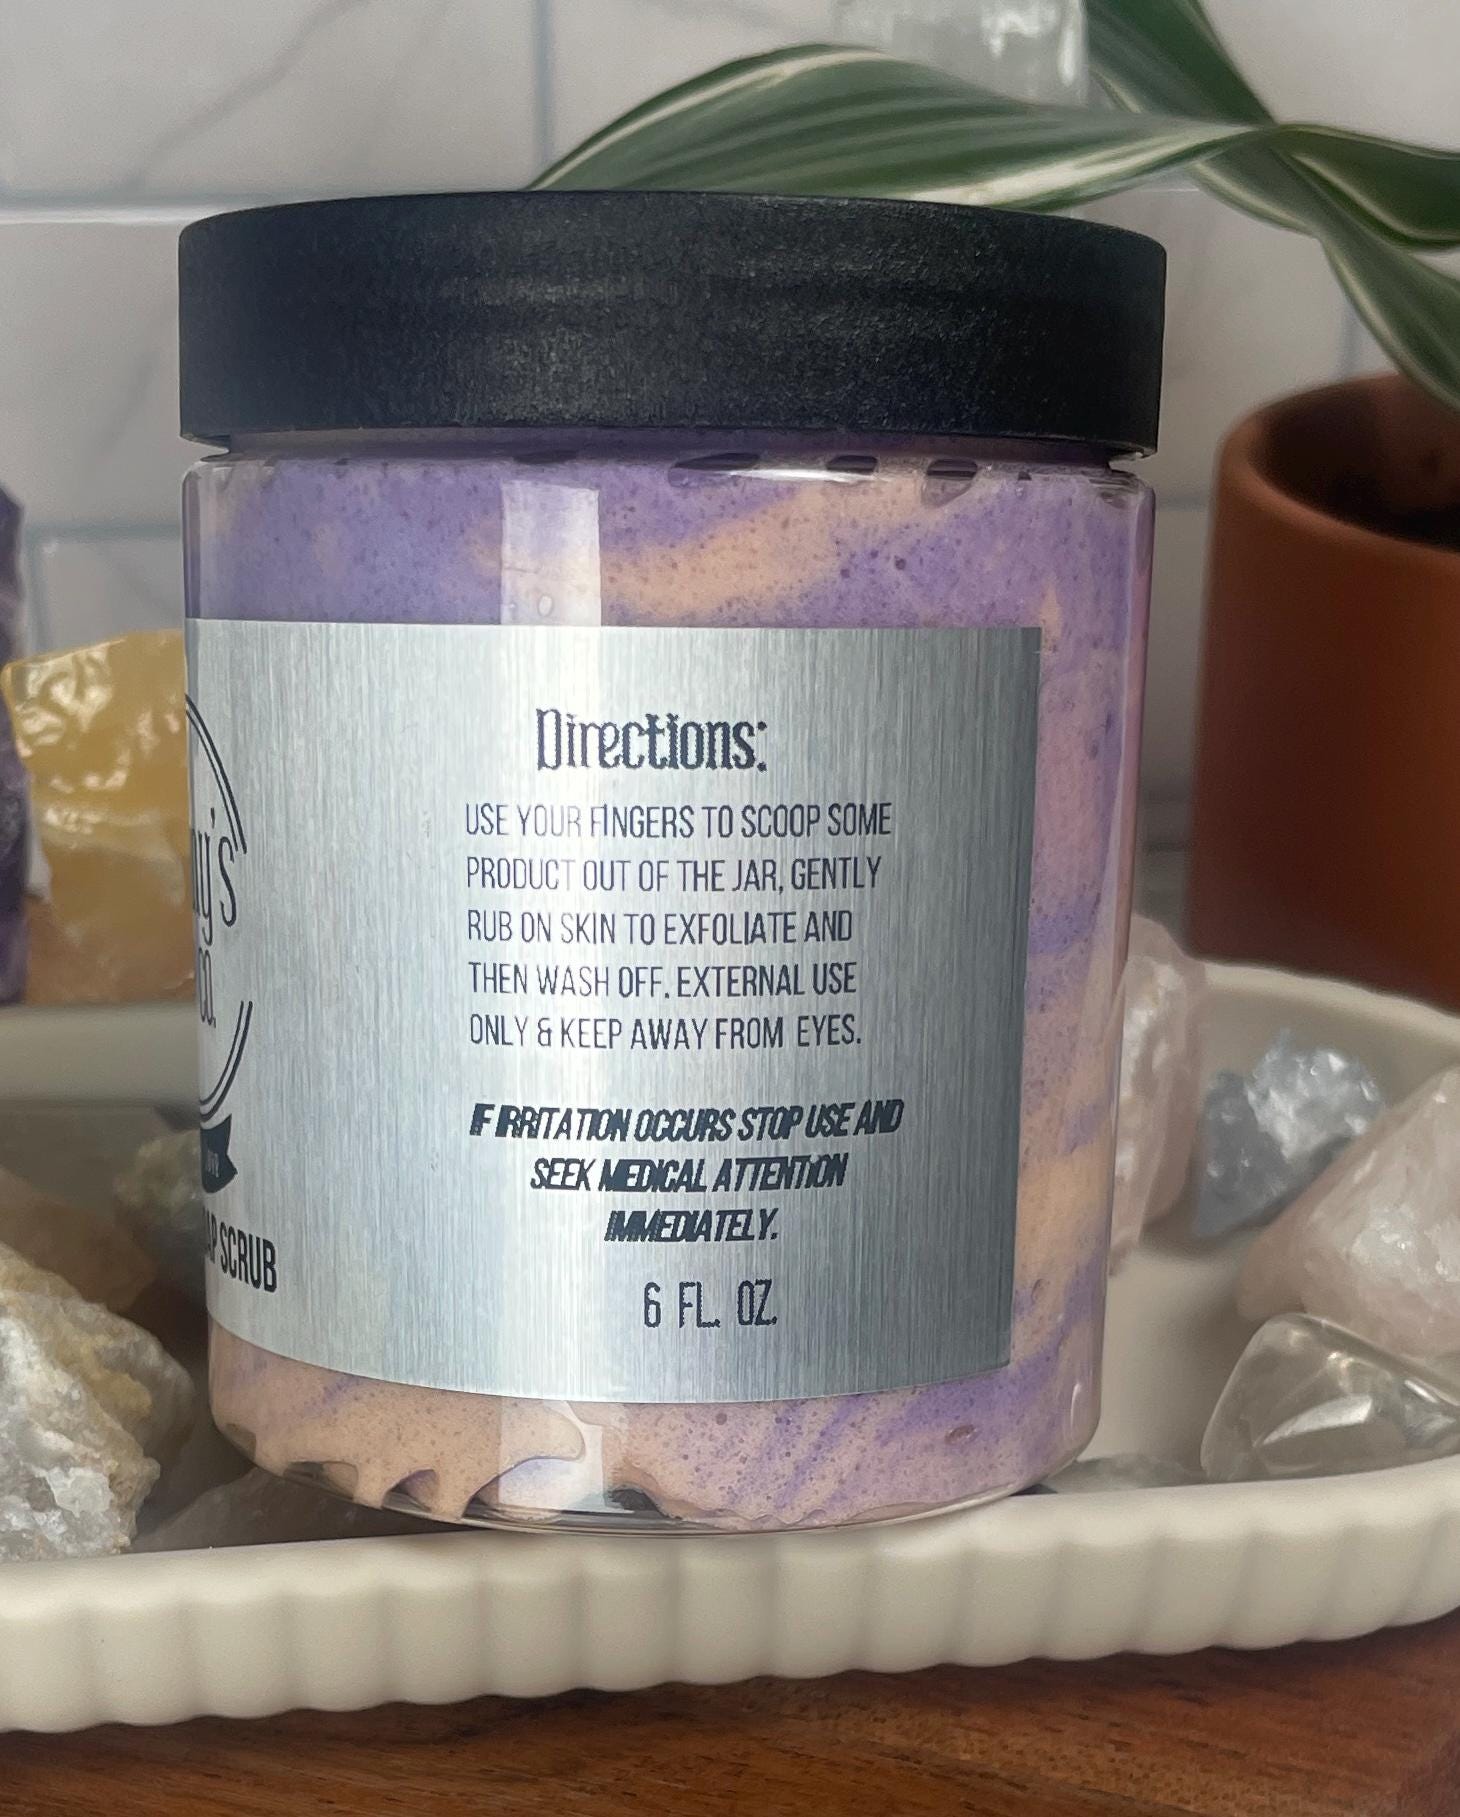 Directions:
USE YOUR FINGERS TO SCOOP SOME
PRODUCT OUT OF THE JAR, GENTLY
RUB ON SKIN TO EXFOLIATE AND
THEN WASH OFF. EXTERNAL USE
ONLY & KEEP AWAY FROM EYES.
IF IRRITATION OCCURS STOP USE AND
SEEK MEDICAL ATTENTION
IMMEDIATELY.
6 FL. OZ.
CO.
SCRUB